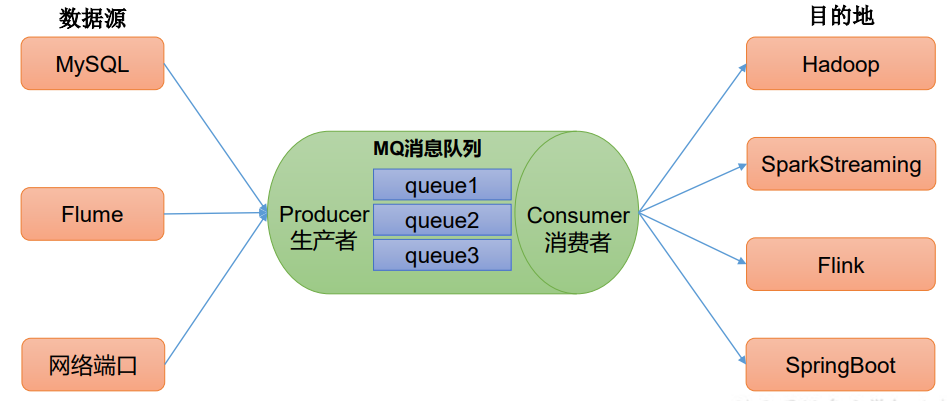 数据源
目的地
MySQL
Flume
网络端口
MQ消息队列
Producer
生产者
queue1
queue2
queue3
Consumer
消费者
Hadoop
SparkStreaming
Flink
SpringBoot